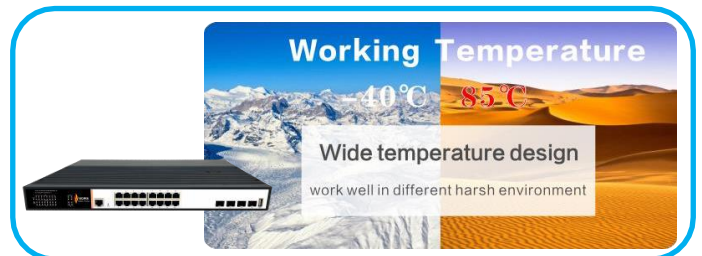 Working Temperature
-40℃ 85℃
Wide temperature design
work well in different harsh environment